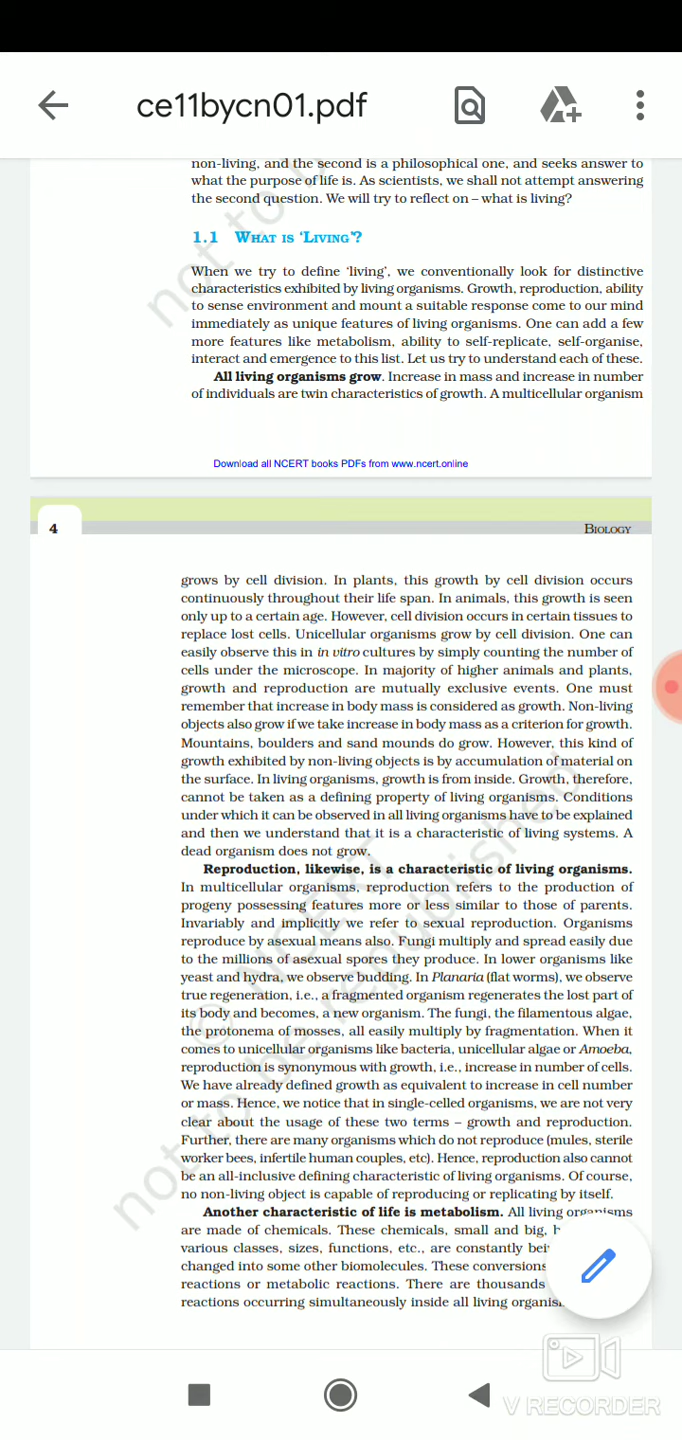 ce11bycn01.pdf
non-living, and the second is a philosophical one, and seeks answer to
what the purpose of life is. As scientists, we shall not attempt answering
the second question. We will try to reflect on – what is living?
1.1 What is ‘Living’?
When we try to define ‘living’, we conventionally look for distinctive
characteristics exhibited by living organisms. Growth, reproduction, ability
to sense environment and mount a suitable response come to our mind
immediately as unique features of living organisms. One can add a few
more features like metabolism, ability to self-replicate, self-organise,
interact and emergence to this list. Let us try to understand each of these.
All living organisms grow. Increase in mass and increase in number
of individuals are twin characteristics of growth. A multicellular organism
Download all NCERT books PDFs from www.ncert.online
4 Biology
grows by cell division. In plants, this growth by cell division occurs
continuously throughout their life span. In animals, this growth is seen
only up to a certain age. However, cell division occurs in certain tissues to
replace lost cells. Unicellular organisms grow by cell division. One can
easily observe this in in vitro cultures by simply counting the number of
cells under the microscope. In majority of higher animals and plants,
growth and reproduction are mutually exclusive events. One must
remember that increase in body mass is considered as growth. Non-living
objects also grow if we take increase in body mass as a criterion for growth.
Mountains, boulders and sand mounds do grow. However, this kind of
growth exhibited by non-living objects is by accumulation of material on
the surface. In living organisms, growth is from inside. Growth, therefore,
cannot be taken as a defining property of living organisms. Conditions
under which it can be observed in all living organisms have to be explained
and then we understand that it is a characteristic of living systems. A
dead organism does not grow.
Reproduction, likewise, is a characteristic of living organisms.
In multicellular organisms, reproduction refers to the production of
progeny possessing features more or less similar to those of parents.
Invariably and implicitly we refer to sexual reproduction. Organisms
reproduce by asexual means also. Fungi multiply and spread easily due
to the millions of asexual spores they produce. In lower organisms like
yeast and hydra, we observe budding. In Planaria (flat worms), we observe
true regeneration, i.e., a fragmented organism regenerates the lost part of
its body and becomes, a new organism. The fungi, the filamentous algae,
the protonema of mosses, all easily multiply by fragmentation. When it
comes to unicellular organisms like bacteria, unicellular algae or Amoeba,
reproduction is synonymous with growth, i.e., increase in number of cells.
We have already defined growth as equivalent to increase in cell number
or mass. Hence, we notice that in single-celled organisms, we are not very
clear about the usage of these two terms – growth and reproduction.
Further, there are many organisms which do not reproduce (mules, sterile
worker bees, infertile human couples, etc). Hence, reproduction also cannot
be an all-inclusive defining characteristic of living organisms. Of course,
no non-living object is capable of reproducing or replicating by itself.
Another characteristic of life is metabolism. All living organisms
are made of chemicals. These chemicals, small and big,
various classes, sizes, functions, etc., are constantly
changed into some other biomolecules. These conversions
reactions or metabolic reactions. There are thousands
reactions occurring simultaneously inside all living
© NCERT
not to be republished
V RECORDER